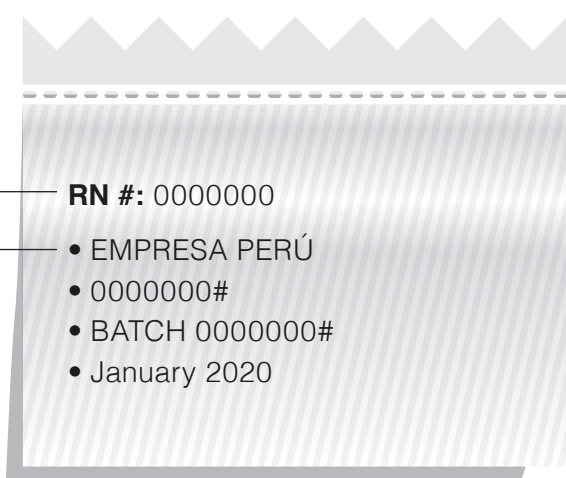 RN #: 0000000
• EMPRESA PERÚ
• 0000000#
• BATCH 0000000#
• January 2020